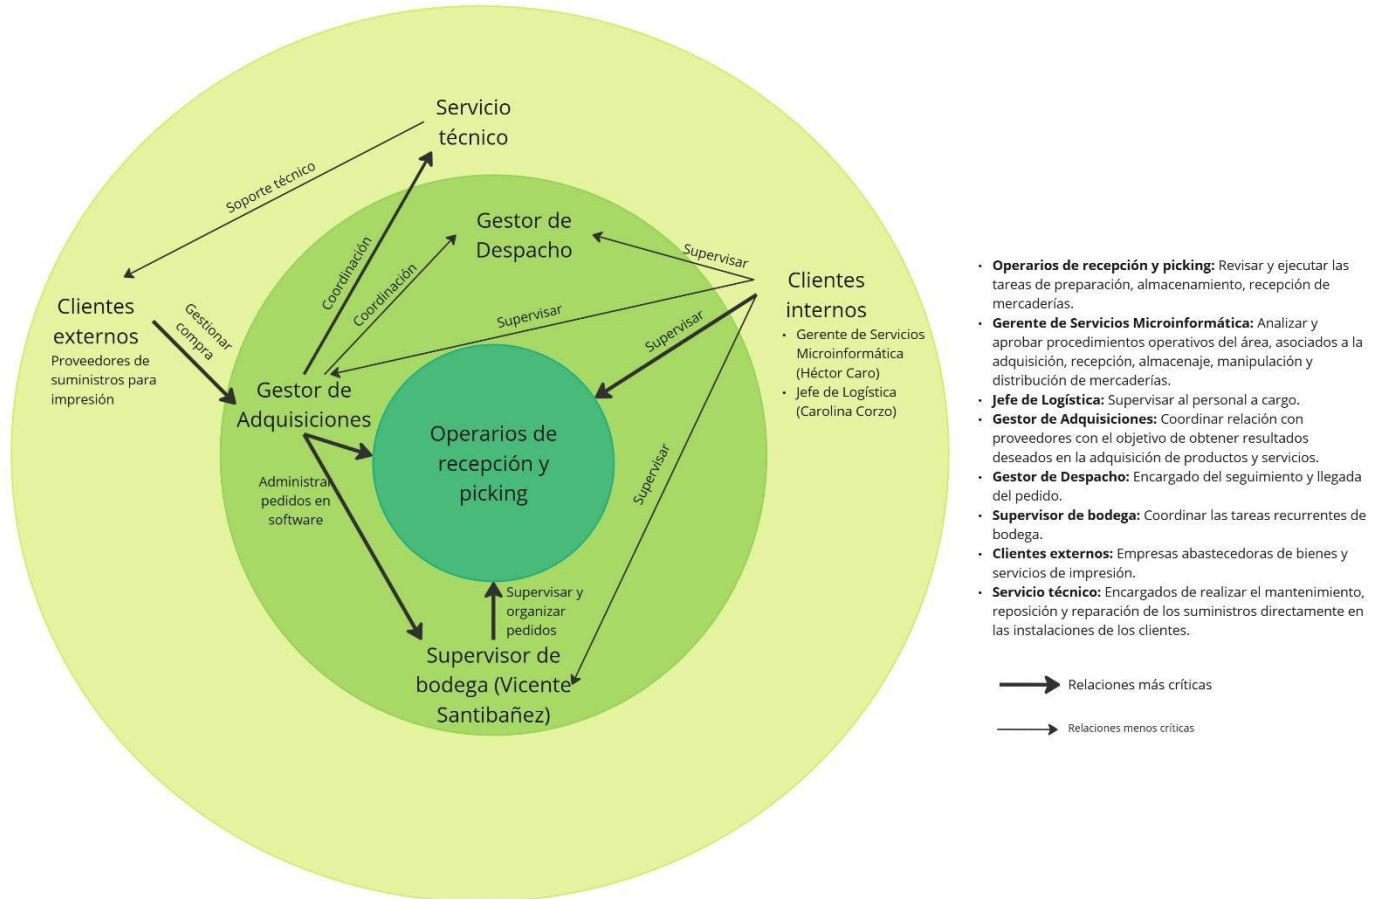 Servicio
técnico
Soporte técnico
Coordinación
Coordinación
Gestor de
Despacho
Supervisar
Clientes
internos
• Gerente de Servicios
Microinformática
(Héctor Caro)
• Jefe de Logística
(Carolina Corzo)
Supervisar
Supervisar
Supervisar
Clientes
externos
Proveedores de
suministros para
impresión
Gestionar
compra
Gestor de
Adquisiciones
Administrar
pedidos en
software
Operarios de
recepción y
picking
Supervisar y
organizar
pedidos
Supervisor de
bodega (Vicente
Santibañez)
• Operarios de recepción y picking: Revisar y ejecutar las
tareas de preparación, almacenamiento, recepción de
mercaderías.
• Gerente de Servicios Microinformática: Analizar y
aprobar procedimientos operativos del área, asociados a la
adquisición, recepción, almacenaje, manipulación y
distribución de mercaderías.
• Jefe de Logística: Supervisar al personal a cargo.
• Gestor de Adquisiciones: Coordinar relación con
proveedores con el objetivo de obtener resultados
deseados en la adquisición de productos y servicios.
• Gestor de Despacho: Encargado del seguimiento y llegada
del pedido.
• Supervisor de bodega: Coordinar las tareas recurrentes de
bodega.
• Clientes externos: Empresas abastecedoras de bienes y
servicios de impresión.
• Servicio técnico: Encargados de realizar el mantenimiento,
reposición y reparación de los suministros directamente en
las instalaciones de los clientes.
Relaciones más críticas
Relaciones menos críticas